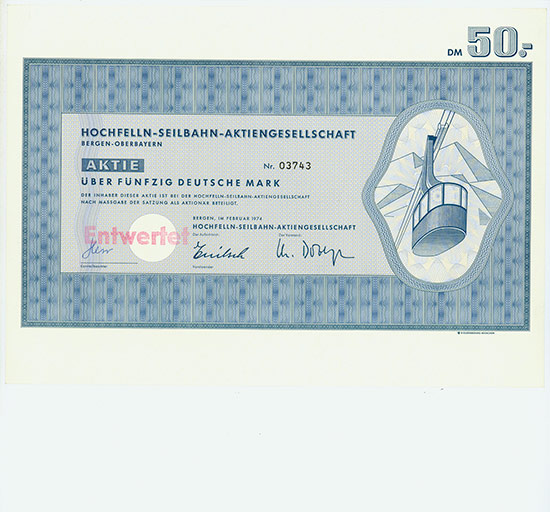 DM 50.-
HOCHFELLN-SEILBAHN-AKTIENGESELLSCHAFT
BERGEN-OBERBAYERN
AKTIE Nr. 03743
ÜBER FÜNFZIG DEUTSCHE MARK
DER INHABER DIESER AKTIE IST BEI DER HOCHFELLN-SEILBAHN-AKTIENGESELLSCHAFT
NACH MASSGABE DER SATZUNG ALS AKTIONÄR BETEILIGT.
BERGEN, IM FEBRUAR 1974
HOCHFELLN-SEILBAHN-AKTIENGESELLSCHAFT
Der Aufsichtsrat: Der Vorstand:
Entwertet